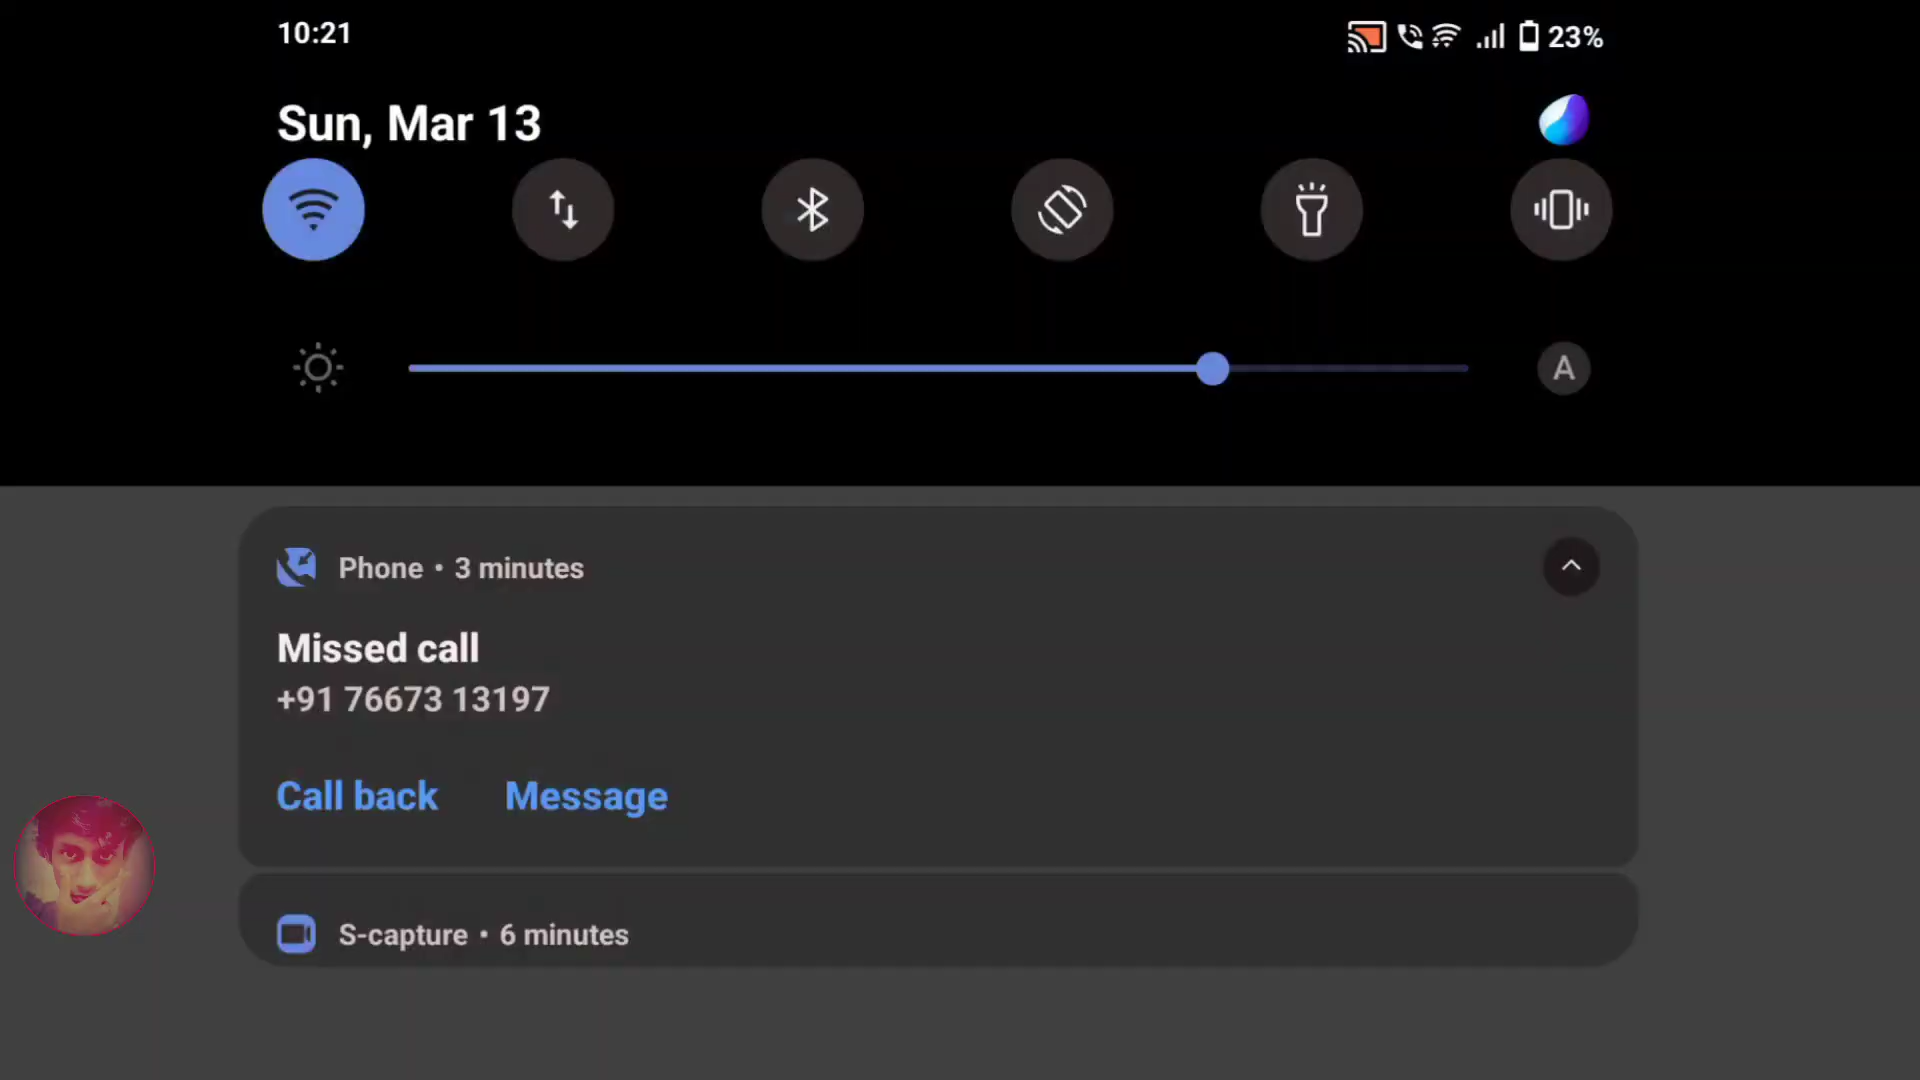 10:21
23%
Sun, Mar 13
A
Phone • 3 minutes
Missed call
+91 76673 13197
Call back Message
S-capture • 6 minutes